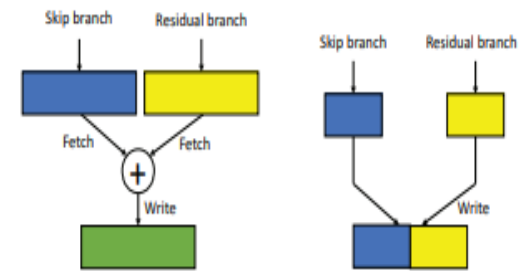 Skip branch
Residual branch
Fetch
Fetch
+
Write
Skip branch
Residual branch
Write